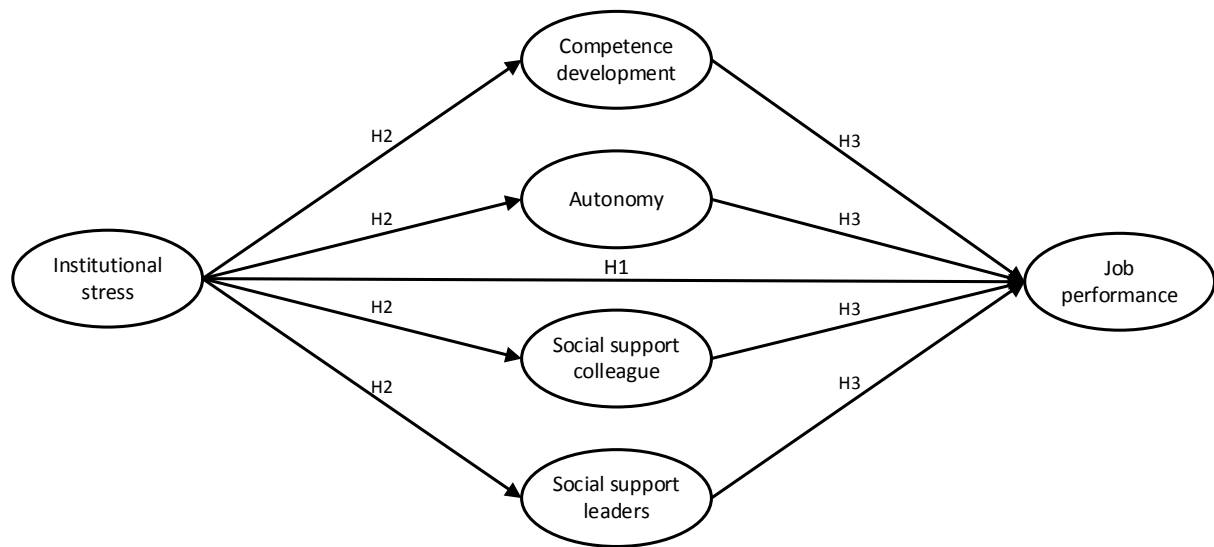 Competence
development
H2
H3
Autonomy
H2
H3
Institutional
stress
H1
Job
performance
H2
H3
Social support
colleague
H2
H3
Social support
leaders